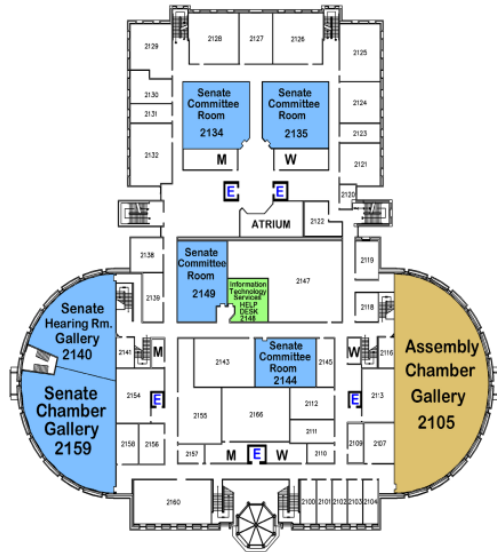 2128
2127
2126
2129
2125
2130
2131
2124
Senate
Committee
Room
2134
Senate
Committee
Room
2135
2123
2132
M
W
2121
E
E
2120
ATRIUM
2122
2138
2119
Senate
Committee
Room
2149
2147
Information
Technology
Services
HELP
DESK
2148
2139
2118
Senate
Hearing Rm.
Gallery
2140
2141
M
2143
Senate
Committee
Room
2144
2145
W
2116
Assembly
Chamber
Gallery
2105
Senate
Chamber
Gallery
2159
2154
E
2155
2166
2112
E
2113
2111
2158
2156
2157
M
E
W
2110
2109
2107
2160
2100
2101
2102
2103
2104